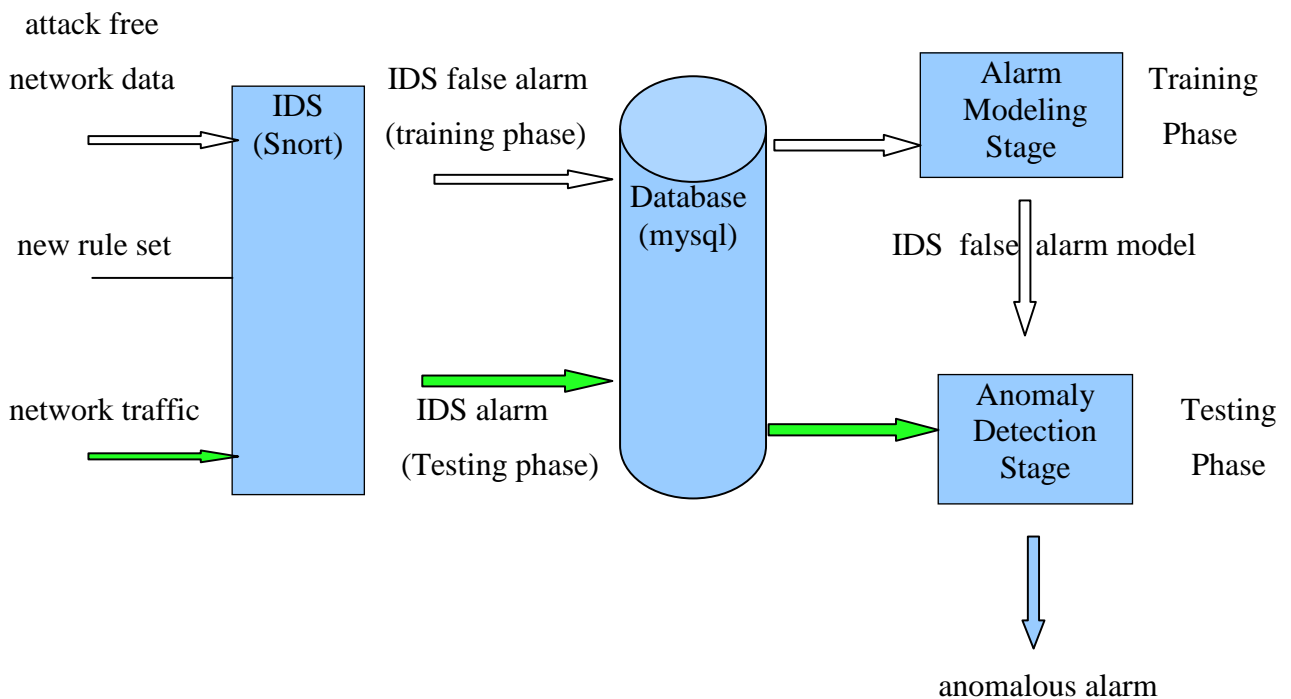 attack free
network data
IDS
(Snort)
new rule set
network traffic
IDS false alarm
(training phase)
IDS alarm
(Testing phase)
Database
(mysql)
Alarm
Modeling
Stage
Training
Phase
IDS false alarm model
Anomaly
Detection
Stage
Testing
Phase
anomalous alarm